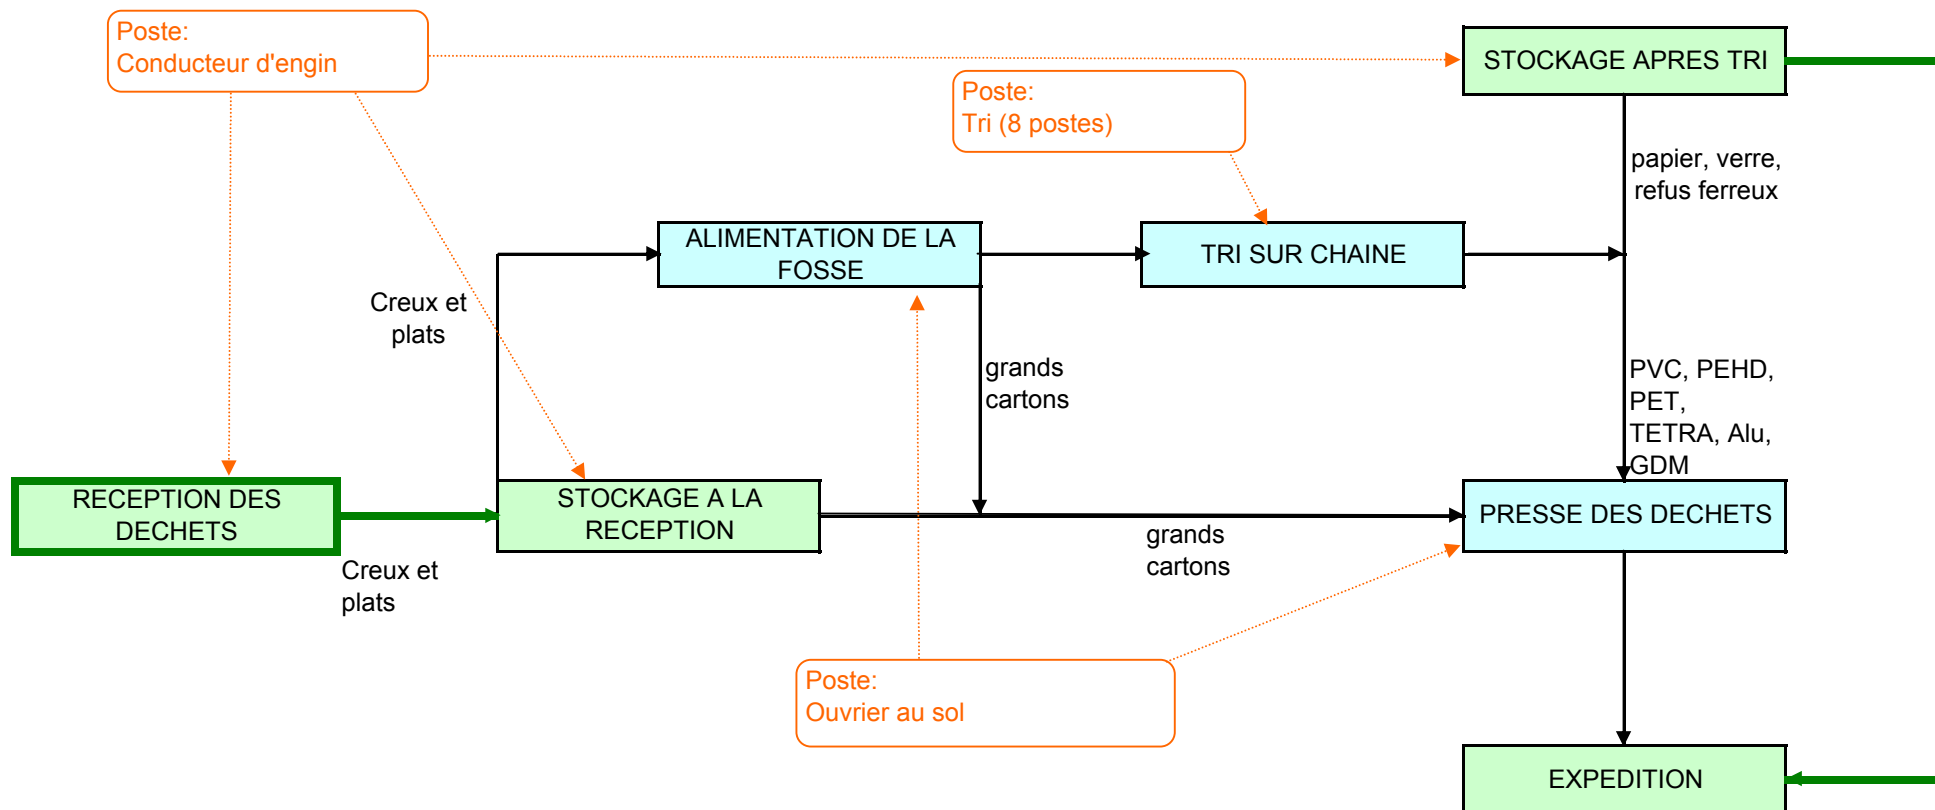 Poste:
Conducteur d'engin
STOCKAGE APRES TRI
Poste:
Tri (8 postes)
papier, verre,
refus ferreux
ALIMENTATION DE LA
FOSSE
TRI SUR CHAINE
Creux et
plats
grands
cartons
PVC, PEHD,
PET,
TETRA, Alu,
GDM
RECEPTION DES
DECHETS
STOCKAGE A LA
RECEPTION
PRESSE DES DECHETS
grands
cartons
Creux et
plats
Poste:
Ouvrier au sol
EXPEDITION